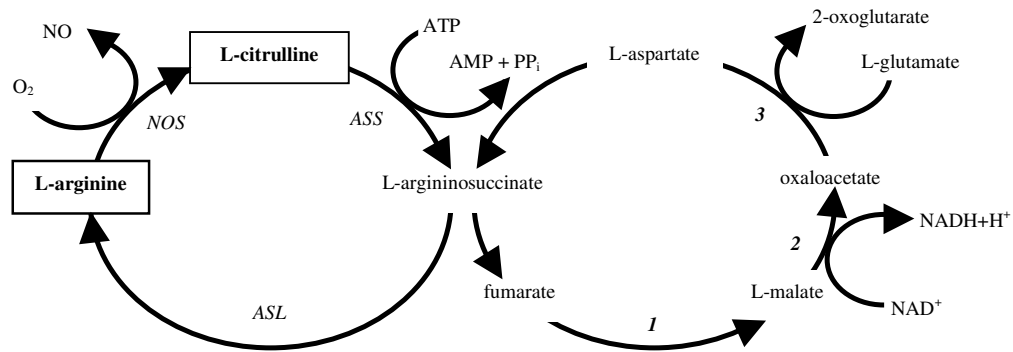 NO
L-citrulline
ATP
2-oxoglutarate
O₂
AMP + PPᵢ
L-aspartate
L-glutamate
NOS
ASS
3
L-arginine
L-argininosuccinate
oxaloacetate
NADH+H⁺
2
fumarate
L-malate
NAD⁺
ASL
1